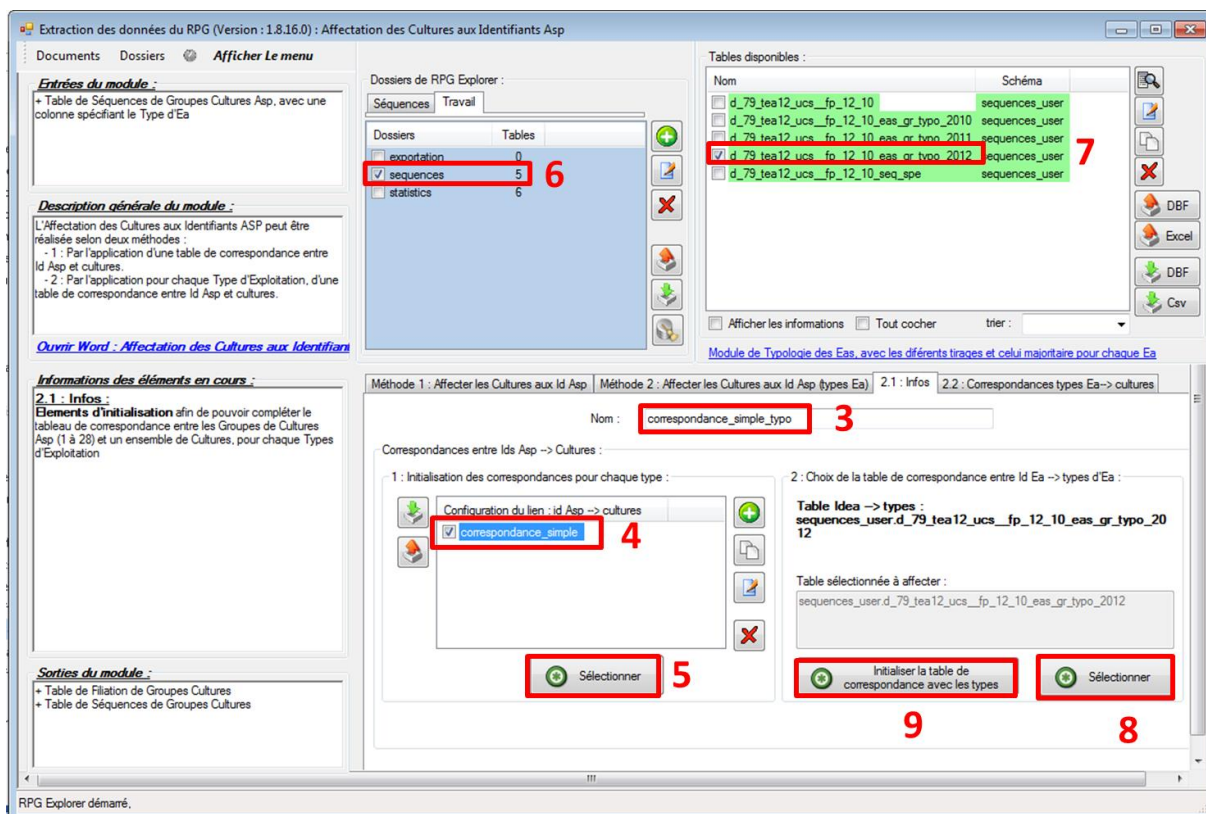 Extraction des données du RPG (Version : 1.8.16.0) : Affectation des Cultures aux Identifiants Asp
Documents Dossiers Afficher Le menu
Entrées du module :
+ Table de Séquences de Groupes Cultures Asp, avec une
colonne spécifiant le Type d'Ea
Description générale du module :
L'Affectation des Cultures aux Identifiants ASP peut être
réalisée selon deux méthodes :
- 1 : Par l'application d'une table de correspondance entre
Id Asp et cultures.
- 2 : Par l'application pour chaque Type d'Exploitation, d'une
table de correspondance entre Id Asp et cultures.
Ouvrir Word : Affectation des Cultures aux Identifiant
Dossiers de RPG Explorer :
Séquences Travail
Dossiers Tables
exportation 0
sequences 5
6
statistics 6
Tables disponibles :
Nom Schéma
d_79_tea12_ucs__fp_12_10 sequences_user
d_79_tea12_ucs__fp_12_10_eas_gr_typo_2010 sequences_user
d_79_tea12_ucs__fp_12_10_eas_gr_typo_2011 sequences_user
d_79_tea12_ucs__fp_12_10_eas_gr_typo_2012 sequences_user
7
d_79_tea12_ucs__fp_12_10_seq_spe sequences_user
DBF
Excel
DBF
Csv
Afficher les informations Tout cocher trier :
Module de Typologie des Eas, avec les diférents tirages et celui majoritaire pour chaque Ea
Informations des éléments en cours :
2.1 : Infos :
Elements d'initialisation afin de pouvoir compléter le
tableau de correspondance entre les Groupes de Cultures
Asp (1 à 28) et un ensemble de Cultures, pour chaque Types
d'Exploitation
Sorties du module :
+ Table de Filiation de Groupes Cultures
+ Table de Séquences de Groupes Cultures
Méthode 1 : Affecter les Cultures aux Id Asp Méthode 2 : Affecter les Cultures aux Id Asp (types Ea) 2.1 : Infos 2.2 : Correspondances types Ea--> cultures
Nom : correspondance_simple_typo 3
Correspondances entre Ids Asp --> Cultures :
1 : Initialisation des correspondances pour chaque type :
Configuration du lien : id Asp --> cultures
correspondance_simple 4
Sélectionner 5
2 : Choix de la table de correspondance entre Id Ea --> types d'Ea :
Table Idea --> types :
sequences_user.d_79_tea12_ucs__fp_12_10_eas_gr_typo_20
12
Table sélectionnée à affecter :
sequences_user.d_79_tea12_ucs__fp_12_10_eas_gr_typo_2012
Initialiser la table de
correspondance avec les types
Sélectionner
9 8
RPG Explorer démarré,